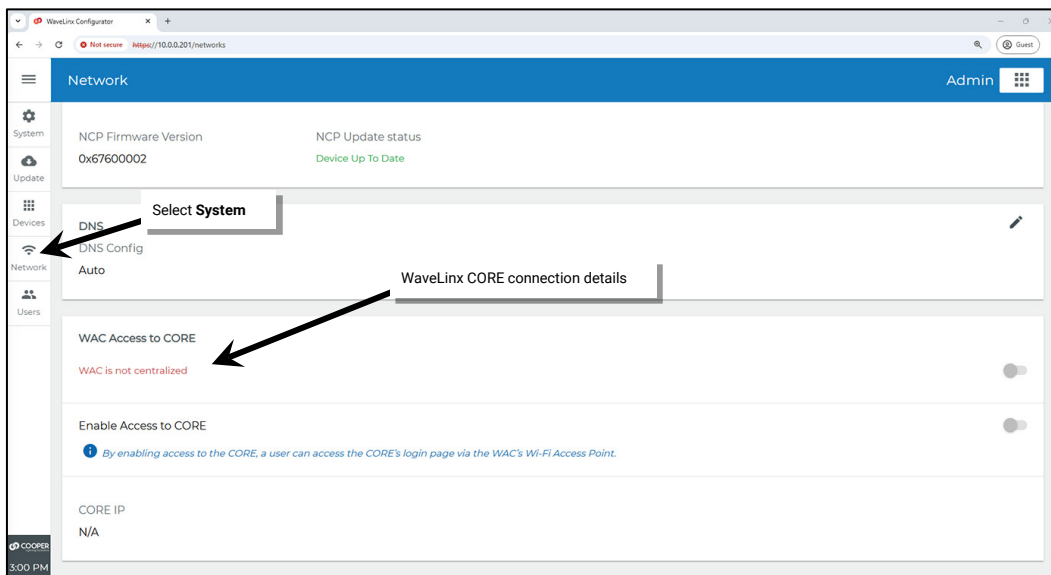 WaveLinx Configurator
Not secure https://10.0.0.201/networks
Guest
Network
Admin
System
Update
Devices
Network
Users
NCP Firmware Version
NCP Update status
0x67600002
Device Up To Date
Select System
DNS
DNS Config
Auto
WaveLinx CORE connection details
WAC Access to CORE
WAC is not centralized
Enable Access to CORE
By enabling access to the CORE, a user can access the CORE's login page via the WAC's Wi-Fi Access Point.
CORE IP
N/A
COOPER
3:00 PM